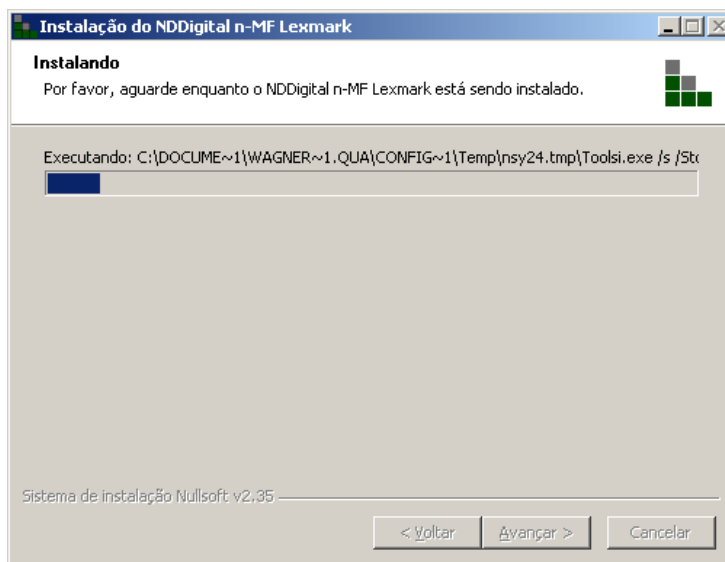 Instalação do NDDigital n-MF Lexmark
Instalando
Por favor, aguarde enquanto o NDDigital n-MF Lexmark está sendo instalado.
Executando: C:\DOCUME~1\WAGNER~1.QUA\CONFIG~1\Temp\nsy24.tmp\Toolsi.exe /s /Sto
Sistema de instalação Nullsoft v2.35
< Voltar
Avançar >
Cancelar